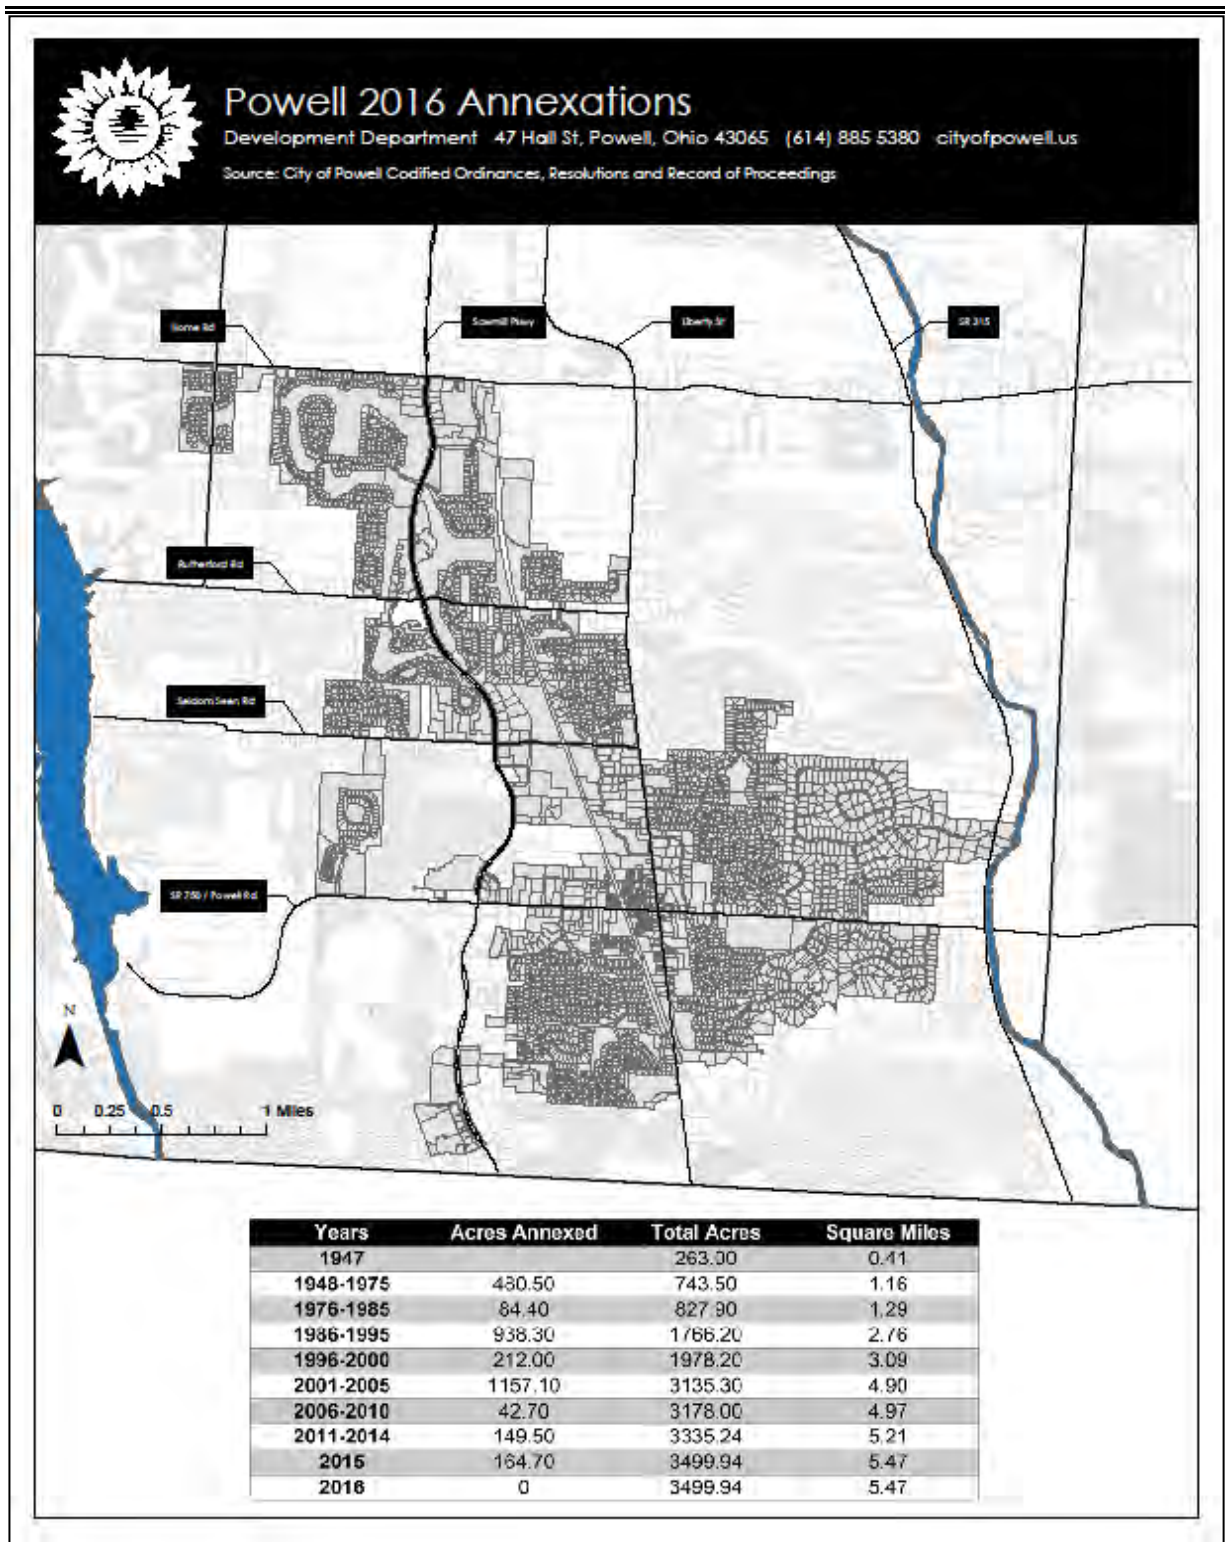 Powell 2016 Annexations
Development Department 47 Hall St, Powell, Ohio 43065 (614) 885 5380 cityofpowell.us
Source: City of Powell Codified Ordinances, Resolutions and Record of Proceedings
Home Rd
Sawmill Pkwy
Liberty St
SR 315
Rutherford Rd
Seldom Seen Rd
SR 750 / Powell Rd
N
0 0.25 0.5 1 Miles
Years Acres Annexed Total Acres Square Miles
1947 263.00 0.41
1948-1975 480.50 743.50 1.16
1976-1985 84.40 827.90 1.29
1986-1995 938.30 1766.20 2.76
1996-2000 212.00 1978.20 3.09
2001-2005 1157.10 3135.30 4.90
2006-2010 42.70 3178.00 4.97
2011-2014 149.50 3335.24 5.21
2015 164.70 3499.94 5.47
2016 0 3499.94 5.47